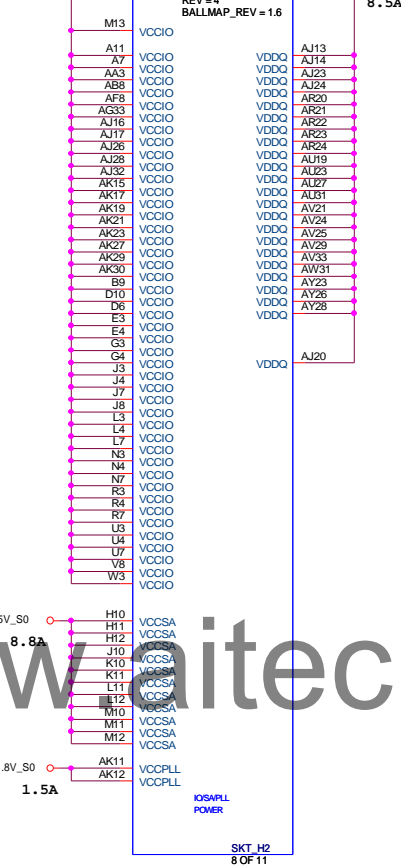 REV = 4
8.5A
BALLMAP_REV = 1.6
M13 VCCIO
A11 VCCIO VDDQ AJ13
A7 VCCIO VDDQ AJ14
AA3 VCCIO VDDQ AJ23
AB8 VCCIO VDDQ AJ24
AF8 VCCIO VDDQ AR20
AG33 VCCIO VDDQ AR21
AJ16 VCCIO VDDQ AR22
AJ17 VCCIO VDDQ AR23
AJ26 VCCIO VDDQ AR24
AJ28 VCCIO VDDQ AU19
AJ32 VCCIO VDDQ AU23
AK15 VCCIO VDDQ AU27
AK17 VCCIO VDDQ AU31
AK19 VCCIO VDDQ AV21
AK21 VCCIO VDDQ AV24
AK23 VCCIO VDDQ AV25
AK27 VCCIO VDDQ AV29
AK29 VCCIO VDDQ AV33
AK30 VCCIO VDDQ AW31
B9 VCCIO VDDQ AY23
D10 VCCIO VDDQ AY26
D6 VCCIO VDDQ AY28
E3 VCCIO
E4 VCCIO
G3 VCCIO
G4 VCCIO VDDQ AJ20
J3 VCCIO
J4 VCCIO
J7 VCCIO
J8 VCCIO
L3 VCCIO
L4 VCCIO
L7 VCCIO
N3 VCCIO
N4 VCCIO
N7 VCCIO
R3 VCCIO
R4 VCCIO
R7 VCCIO
U3 VCCIO
U4 VCCIO
U7 VCCIO
V8 VCCIO
W3 VCCIO
5V_S0 H10 VCCSA
H11 VCCSA
8.8A H12 VCCSA
J10 VCCSA
K10 VCCSA
K11 VCCSA
L11 VCCSA
L12 VCCSA
M10 VCCSA
M11 VCCSA
M12 VCCSA
w.aitec
.8V_S0 AK11 VCCPLL
AK12 VCCPLL
1.5A
IO/SA/PLL
POWER
SKT_H2
8 OF 11